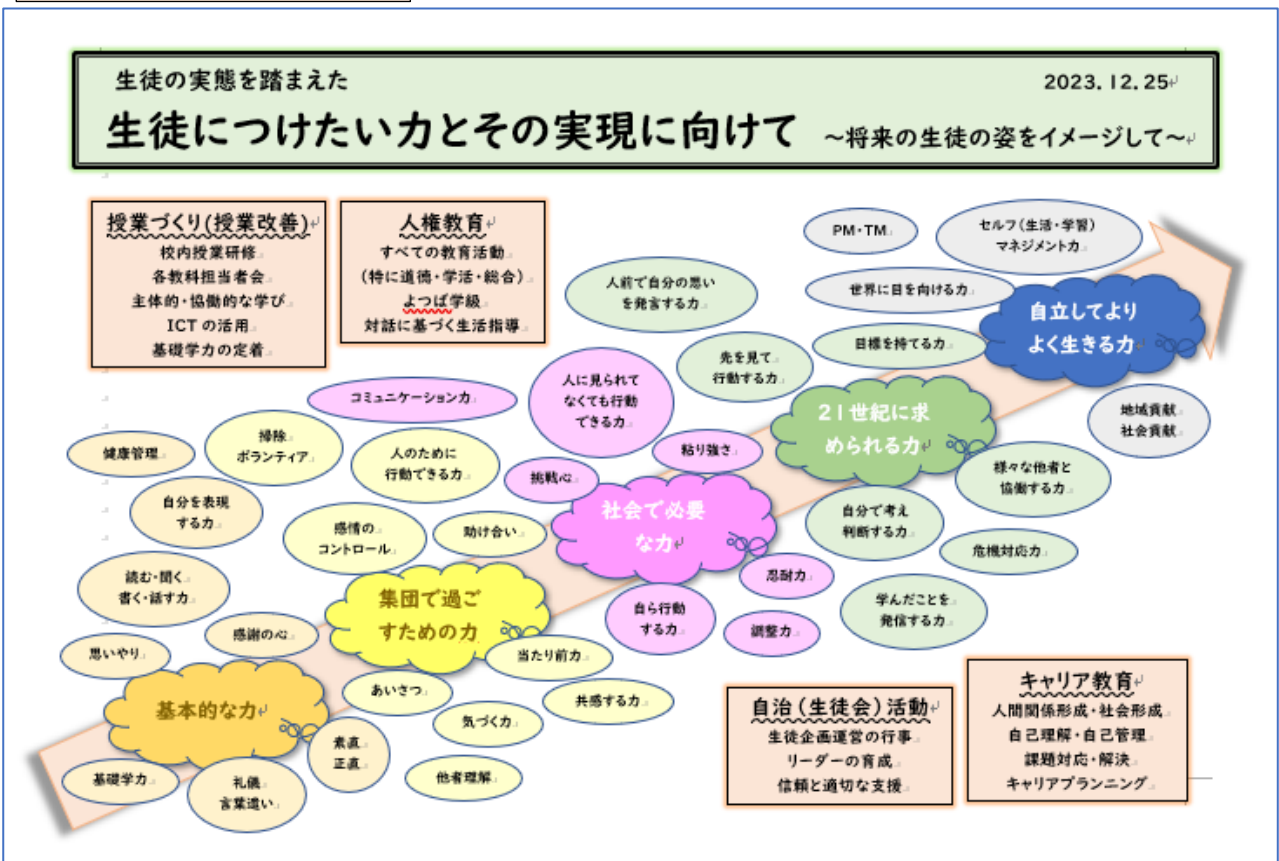 生徒の実態を踏まえた
2023.12.25
生徒につけたい力とその実現に向けて ～将来の生徒の姿をイメージして～
授業づくり(授業改善)
校内授業研修
各教科担当者会
主体的・協働的な学び
ICTの活用
基礎学力の定着
人権教育
すべての教育活動
(特に道徳・学活・総合)
よつば学級
対話に基づく生活指導
PM・TM
セルフ(生活・学習)
マネジメント力
人前で自分の思い
を発言する力
世界に目を向ける力
自立してより
よく生きる力
目標を持てる力
先を見て
行動する力
人に見られて
なくても行動
できる力
コミュニケーション力
21世紀に求
められる力
地域貢献
社会貢献
健康管理
掃除
ボランティア
人のために
行動できる力
粘り強さ
挑戦心
様々な他者と
協働する力
自分を表現
する力
感情の
コントロール
助け合い
社会で必要
な力
自分で考え
判断する力
危機対応力
読む・聞く
書く・話す力
集団で過ご
すための力
忍耐力
自ら行動
する力
調整力
学んだことを
発信する力
思いやり
感謝の心
当たり前力
基本的な力
あいさつ
気づく力
共感する力
素直
正直
他者理解
基礎学力
礼儀
言葉遣い
自治(生徒会)活動
生徒企画運営の行事
リーダーの育成
信頼と適切な支援
キャリア教育
人間関係形成・社会形成
自己理解・自己管理
課題対応・解決
キャリアプランニング